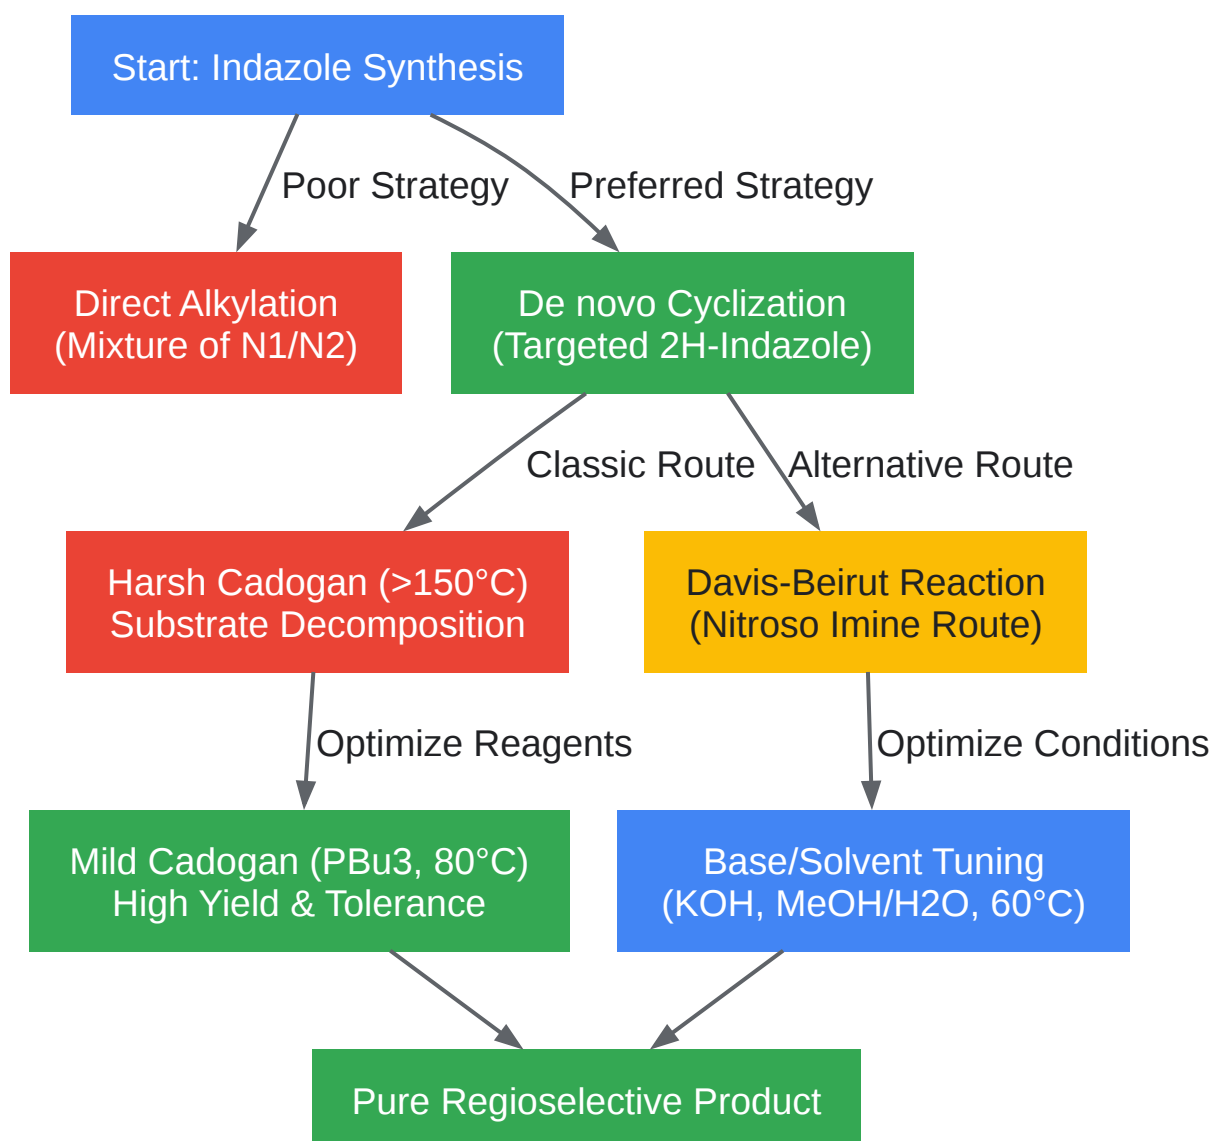 Start: Indazole Synthesis
Poor Strategy
Preferred Strategy
Direct Alkylation
(Mixture of N1/N2)
De novo Cyclization
(Targeted 2H-Indazole)
Classic Route
Alternative Route
Harsh Cadogan (>150°C)
Substrate Decomposition
Davis-Beirut Reaction
(Nitroso Imine Route)
Optimize Reagents
Optimize Conditions
Mild Cadogan (PBu3, 80°C)
High Yield & Tolerance
Base/Solvent Tuning
(KOH, MeOH/H2O, 60°C)
Pure Regioselective Product